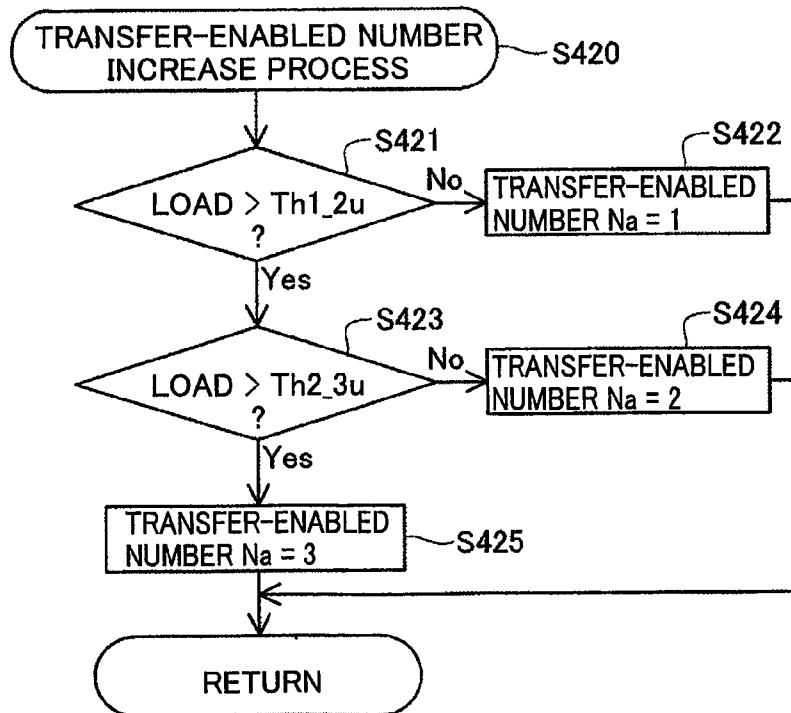 TRANSFER-ENABLED NUMBER
INCREASE PROCESS
S420
S421
LOAD > Th1_2u
?
No
S422
TRANSFER-ENABLED
NUMBER Na = 1
Yes
S423
LOAD > Th2_3u
?
No
S424
TRANSFER-ENABLED
NUMBER Na = 2
Yes
TRANSFER-ENABLED
NUMBER Na = 3
S425
RETURN